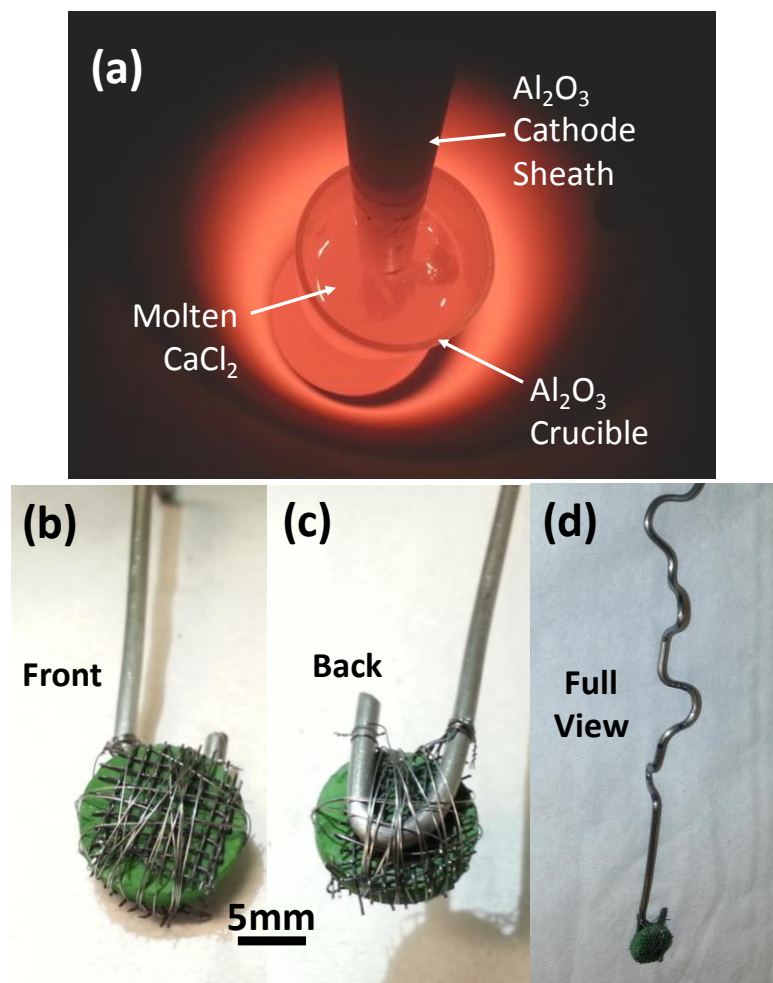 (a)
Al₂O₃
Cathode
Sheath
Molten
CaCl₂
Al₂O₃
Crucible
(b)
(c)
(d)
Front
Back
Full
View
5mm